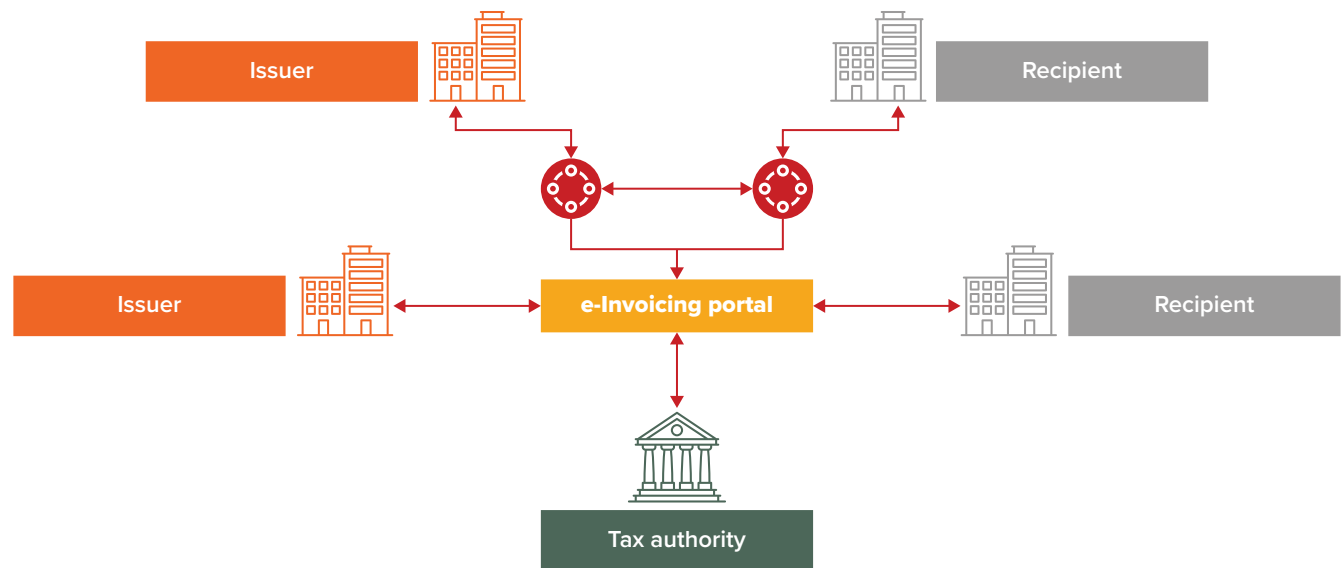 Issuer
Recipient
Issuer
e-Invoicing portal
Recipient
Tax authority